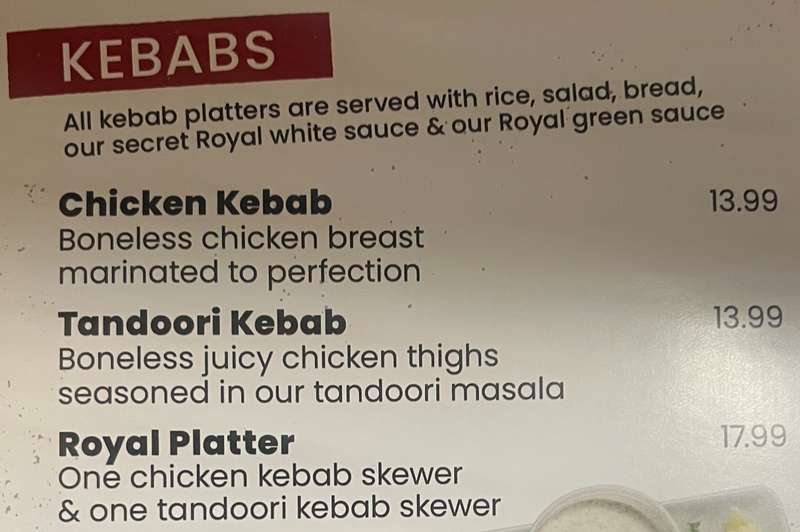 KEBABS
All kebab platters are served with rice, salad, bread,
our secret Royal white sauce & our Royal green sauce
Chicken Kebab 13.99
Boneless chicken breast
marinated to perfection
Tandoori Kebab 13.99
Boneless juicy chicken thighs
seasoned in our tandoori masala
Royal Platter 17.99
One chicken kebab skewer
& one tandoori kebab skewer